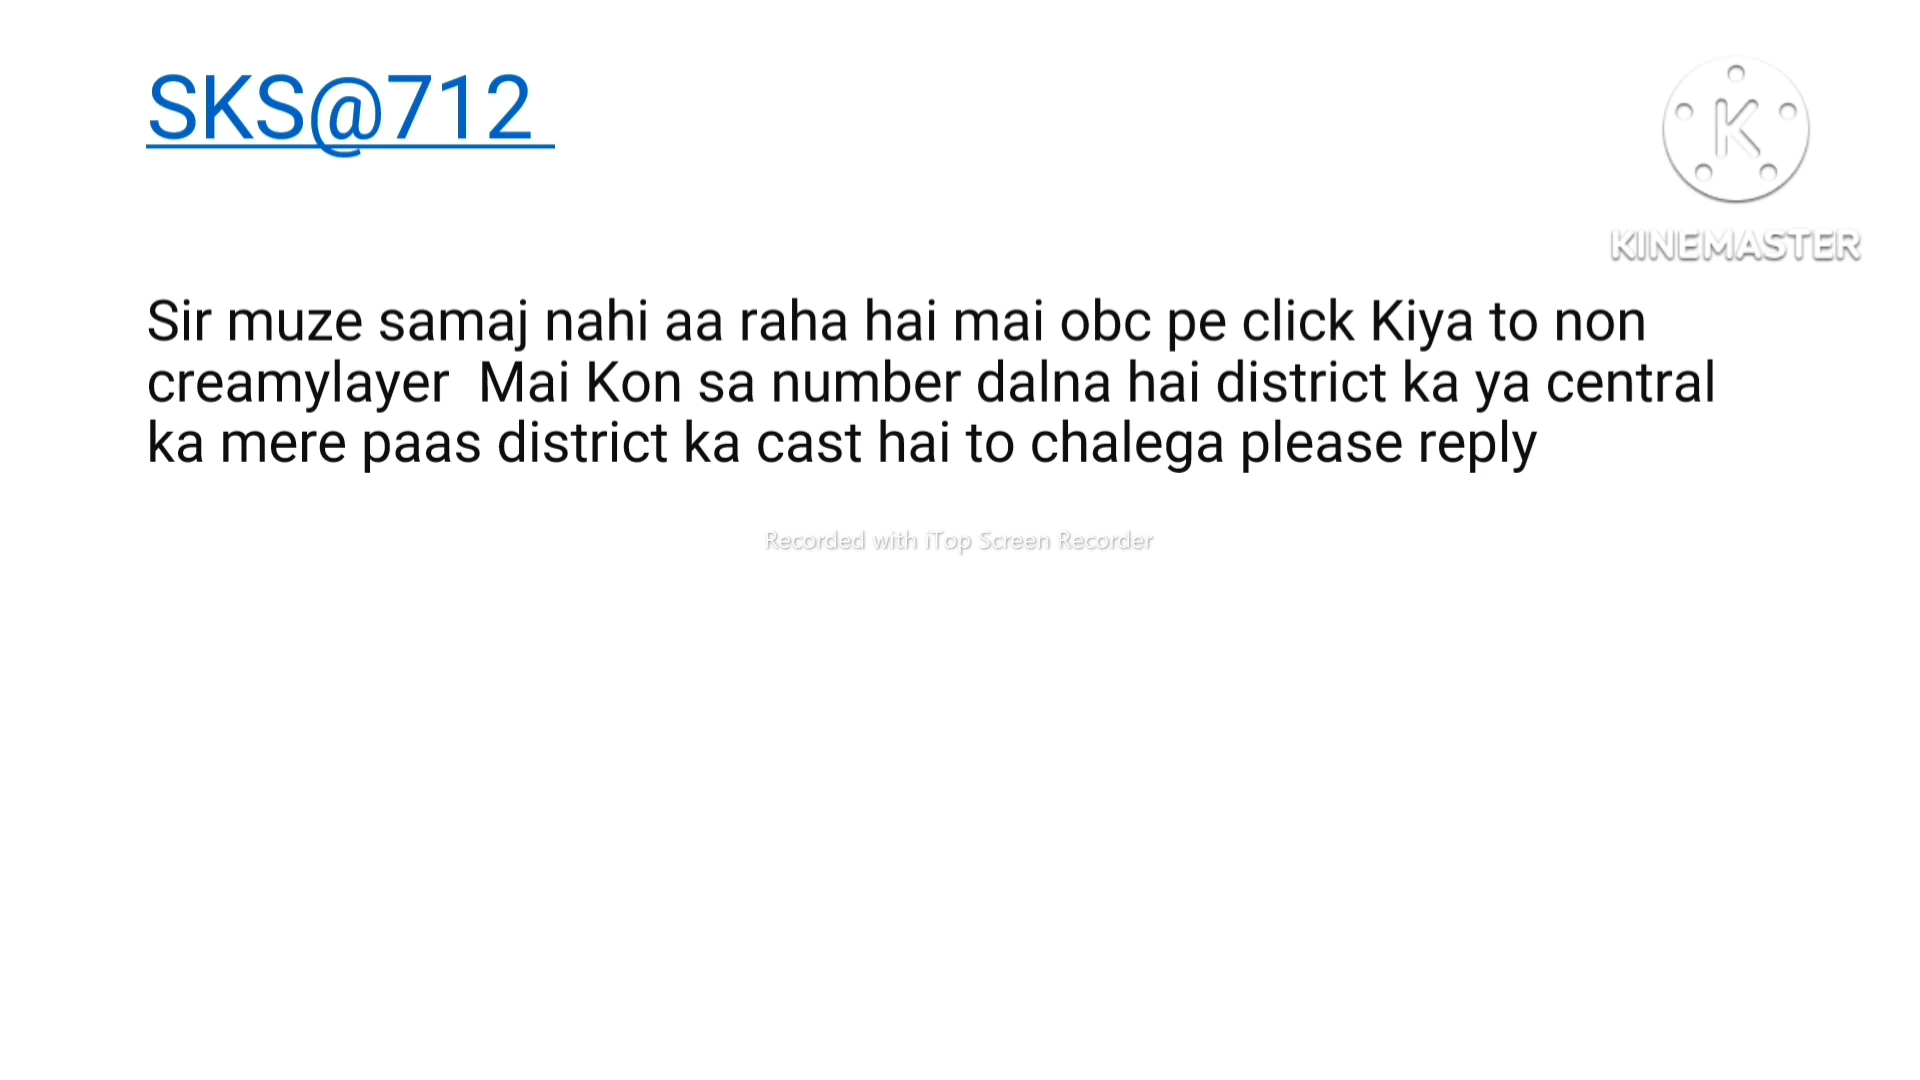 SKS@712
K
KINEMASTER
Sir muze samaj nahi aa raha hai mai obc pe click Kiya to non
creamylayer  Mai Kon sa number dalna hai district ka ya central
ka mere paas district ka cast hai to chalega please reply
Recorded with iTop Screen Recorder